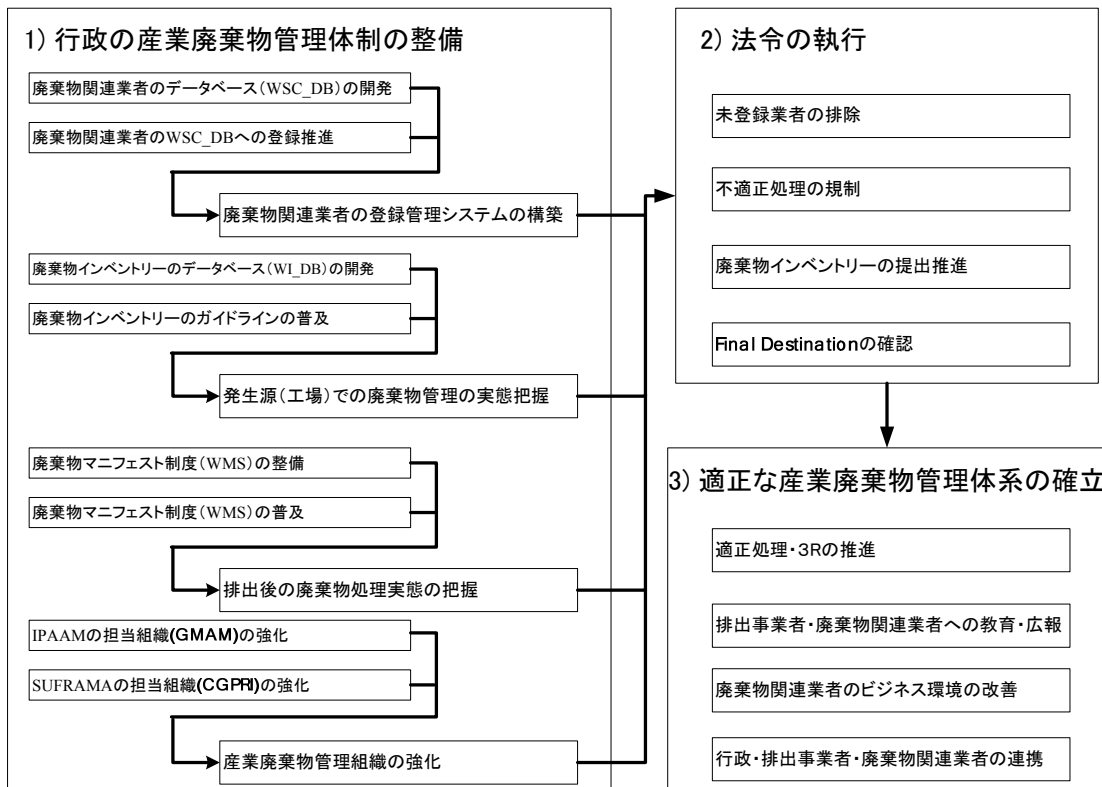 1) 行政の産業廃棄物管理体制の整備
廃棄物関連業者のデータベース(WSC_DB)の開発
廃棄物関連業者のWSC_DBへの登録推進
廃棄物関連業者の登録管理システムの構築
廃棄物インベントリーのデータベース(WI_DB)の開発
廃棄物インベントリーのガイドラインの普及
発生源(工場)での廃棄物管理の実態把握
廃棄物マニフェスト制度(WMS)の整備
廃棄物マニフェスト制度(WMS)の普及
排出後の廃棄物処理実態の把握
IPAAMの担当組織(GMAM)の強化
SUFRAMAの担当組織(CGPRI)の強化
産業廃棄物管理組織の強化
2) 法令の執行
未登録業者の排除
不適正処理の規制
廃棄物インベントリーの提出推進
Final Destinationの確認
3) 適正な産業廃棄物管理体系の確立
適正処理・3Rの推進
排出事業者・廃棄物関連業者への教育・広報
廃棄物関連業者のビジネス環境の改善
行政・排出事業者・廃棄物関連業者の連携